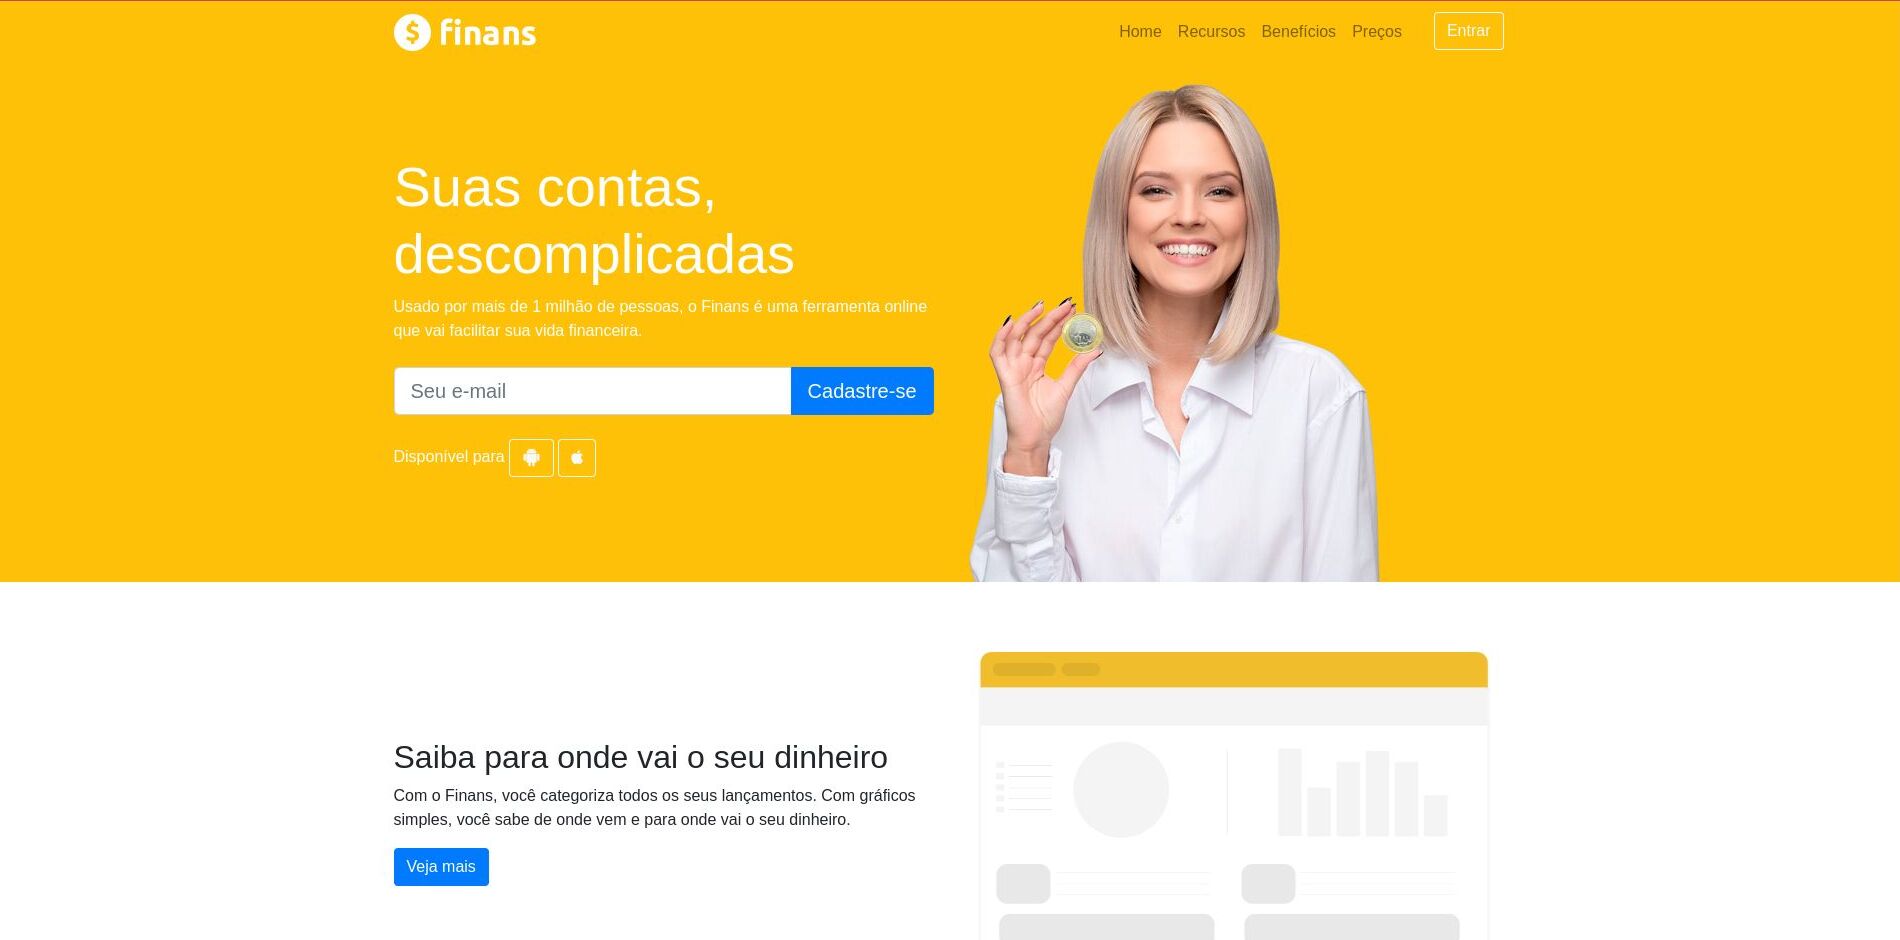 finans
Home Recursos Benefícios Preços Entrar
Suas contas,
descomplicadas
Usado por mais de 1 milhão de pessoas, o Finans é uma ferramenta online
que vai facilitar sua vida financeira.
Seu e-mail Cadastre-se
Disponível para
Saiba para onde vai o seu dinheiro
Com o Finans, você categoriza todos os seus lançamentos. Com gráficos
simples, você sabe de onde vem e para onde vai o seu dinheiro.
Veja mais